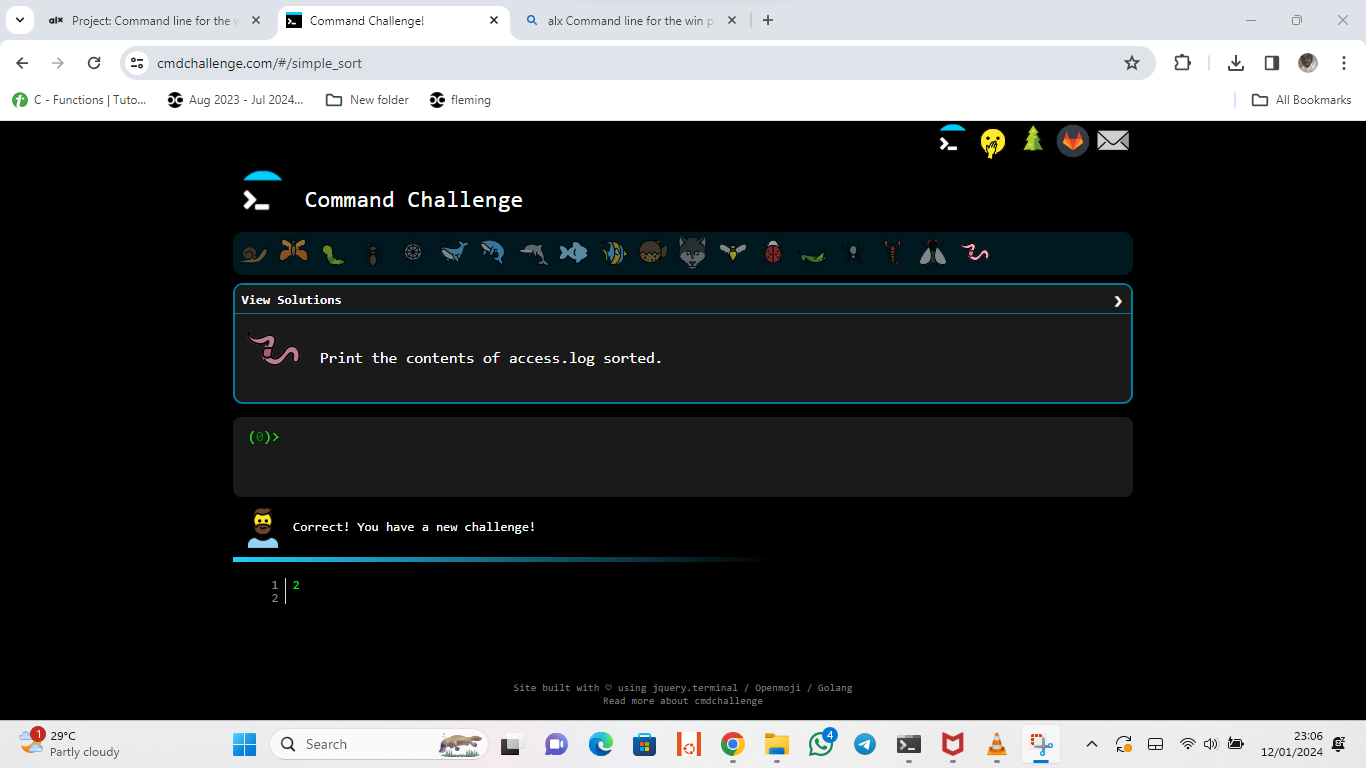 alx Project: Command line for the w
Command Challenge!
alx Command line for the win p
cmdchallenge.com/#/simple_sort
C - Functions | Tuto...
Aug 2023 - Jul 2024...
New folder
fleming
All Bookmarks
Command Challenge
View Solutions
Print the contents of access.log sorted.
(0)>
Correct! You have a new challenge!
1 2
2
Site built with ♡ using jquery.terminal / Openmoji / Golang
Read more about cmdchallenge
1
29°C
Partly cloudy
Search
4
23:06
12/01/2024